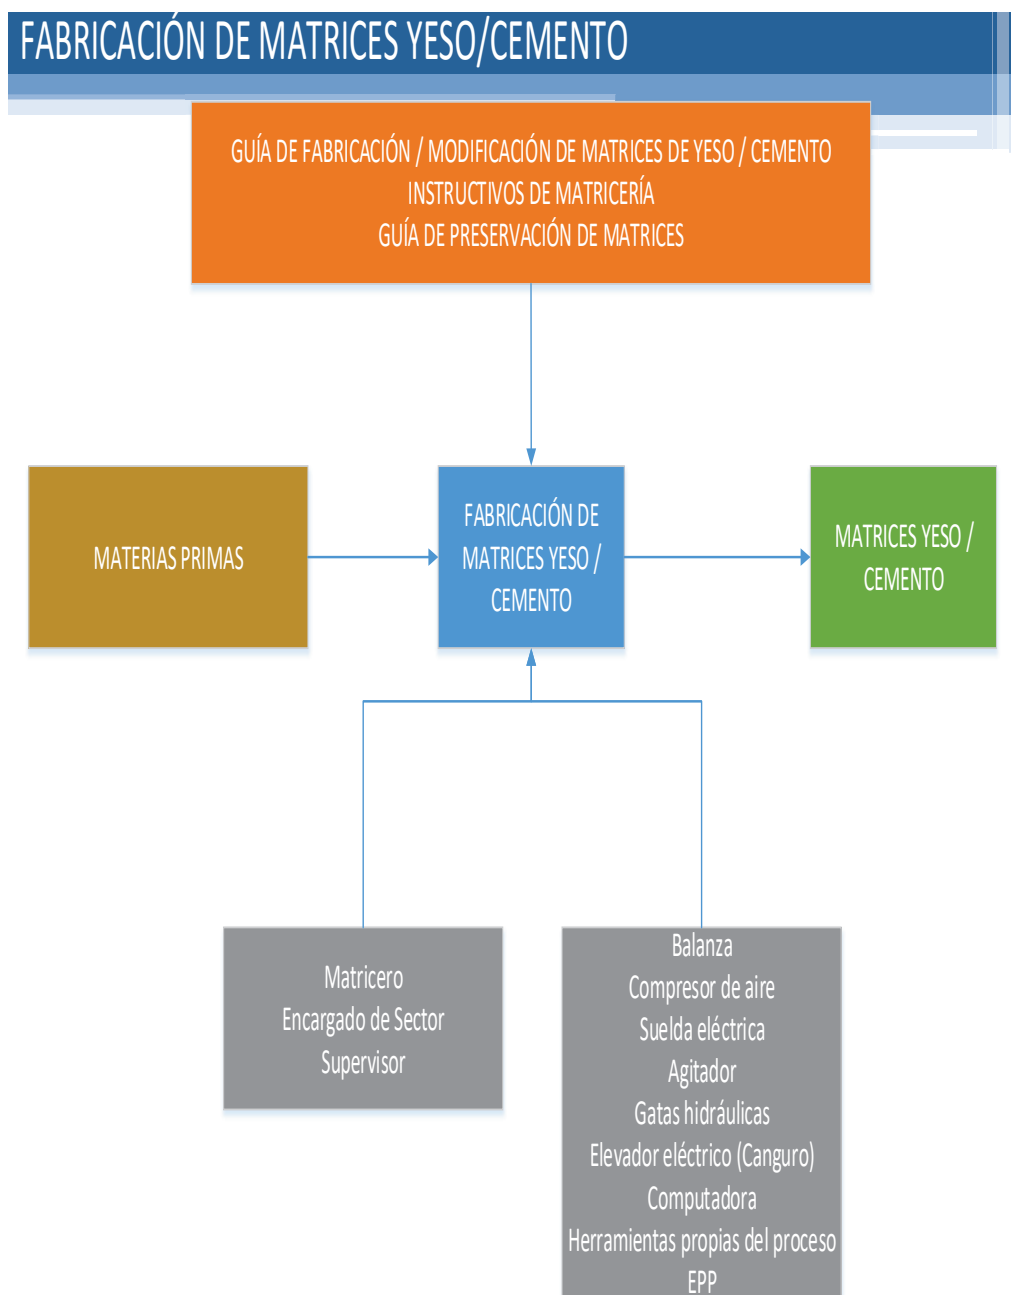 FABRICACIÓN DE MATRICES YESO/CEMENTO
GUÍA DE FABRICACIÓN / MODIFICACIÓN DE MATRICES DE YESO / CEMENTO
INSTRUCTIVOS DE MATRICERÍA
GUÍA DE PRESERVACIÓN DE MATRICES
MATERIAS PRIMAS
FABRICACIÓN DE
MATRICES YESO /
CEMENTO
MATRICES YESO /
CEMENTO
Matricero
Encargado de Sector
Supervisor
Balanza
Compresor de aire
Suelda eléctrica
Agitador
Gatas hidráulicas
Elevador eléctrico (Canguro)
Computadora
Herramientas propias del proceso
EPP